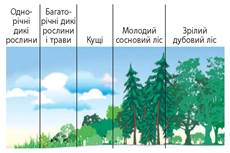 Одно-
річні
дикі
рослини
Багато-
річні дикі
рослини
і трави
Кущі
Молодий
сосновий ліс
Зрілий
дубовий ліс